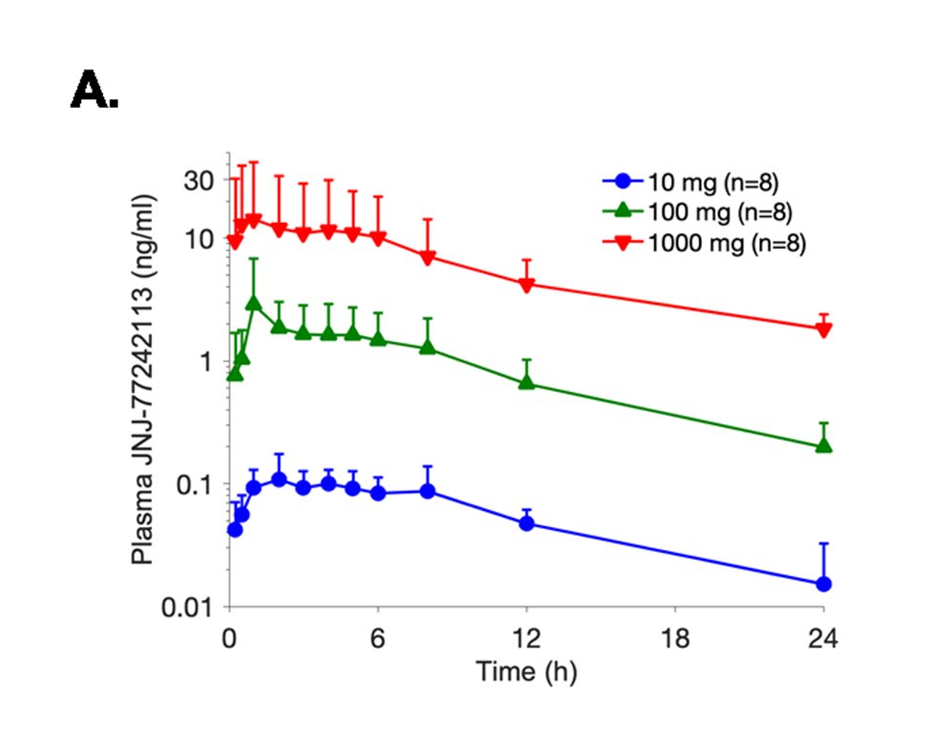 A.
Plasma JNJ-77242113 (ng/ml)
30
10
1
0.1
0.01
10 mg (n=8)
100 mg (n=8)
1000 mg (n=8)
0 6 12 18 24
Time (h)